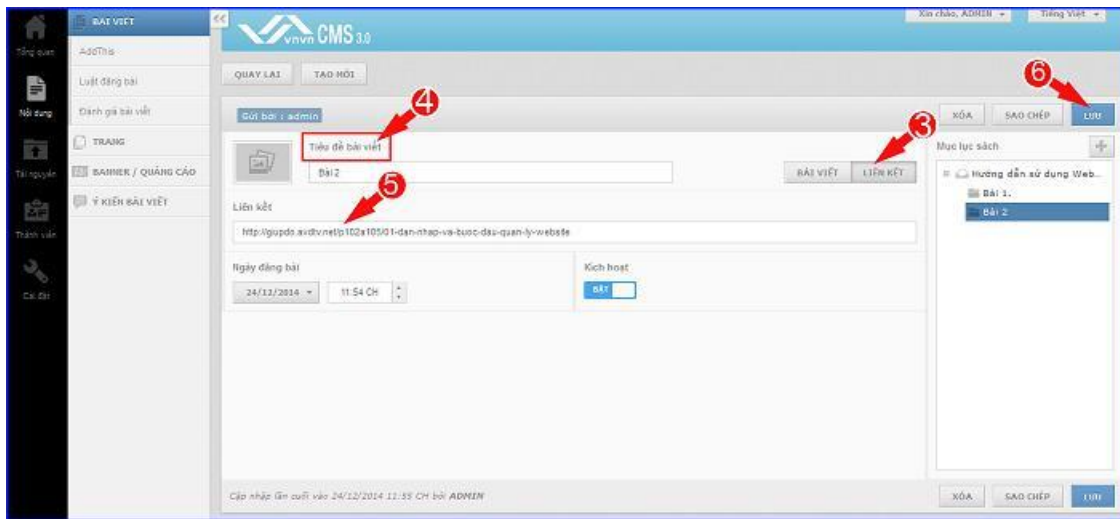 Xin chào, ADMIN
Tiếng Việt
BÀI VIẾT
vnvn CMS 3.0
Tổng quan
AddThis
Luật đăng bài
QUAY LẠI
TẠO MỚI
6
Nội dung
Đánh giá bài viết
Gửi bởi : admin
4
3
XÓA
SAO CHÉP
LƯU
TRANG
Tiêu đề bài viết
Mục lục sách
Tài nguyên
BANNER / QUẢNG CÁO
Bài 2
BÀI VIẾT
LIÊN KẾT
Hướng dẫn sử dụng Web...
Bài 1.
Ý KIẾN BÀI VIẾT
Liên kết
5
Bài 2
Thành viên
http://giupdo.avdtv.net/p102a105/01-dan-nhap-va-buoc-dau-quan-ly-website
Ngày đăng bài
Kích hoạt
Cài đặt
24/12/2014
11:54 CH
BẬT
Cập nhập lần cuối vào 24/12/2014 11:55 CH bởi ADMIN
XÓA
SAO CHÉP
LƯU